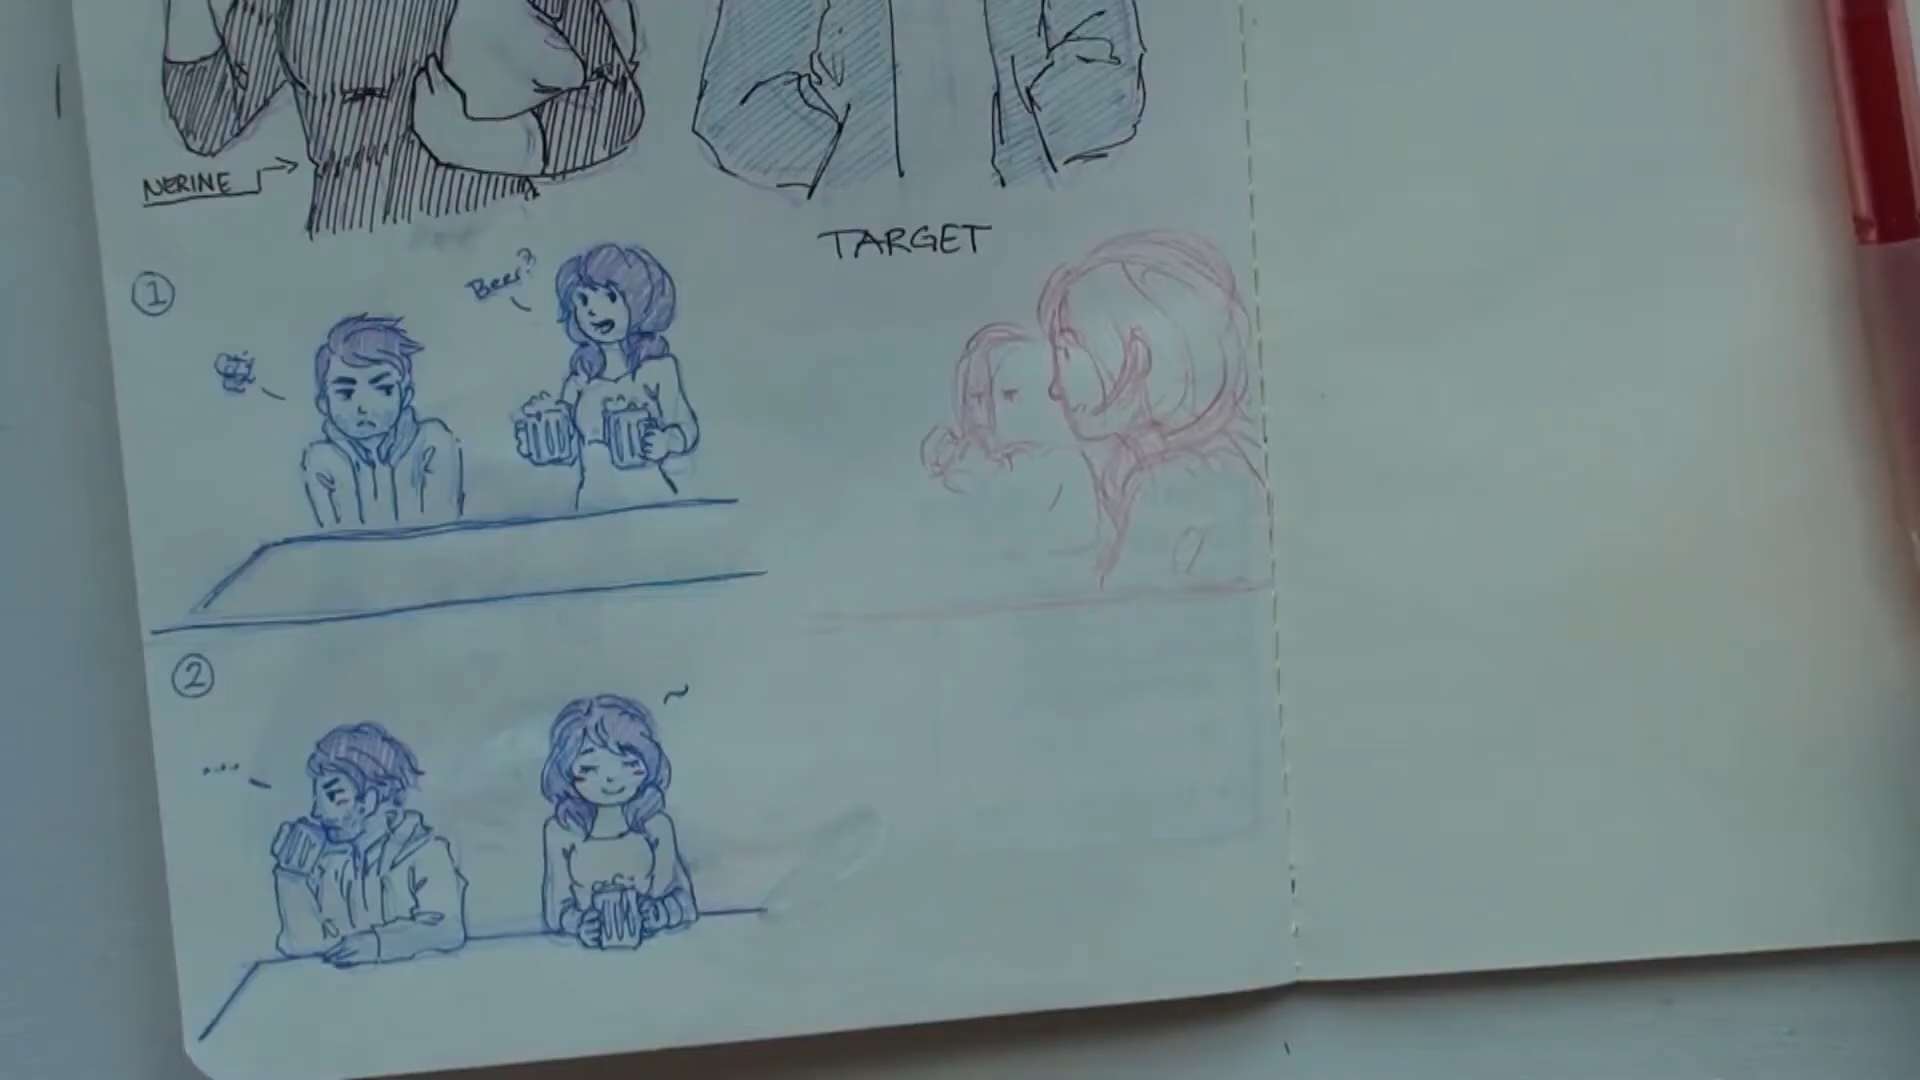 NERINE
TARGET
1
Beer?
2
....